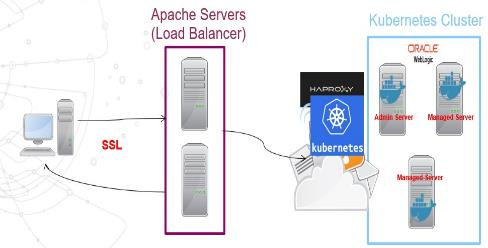 Apache Servers
(Load Balancer)
Kubernetes Cluster
ORACLE
WebLogic
HAPROXY
Admin Server
Managed Server
SSL
kubernetes
Managed Server